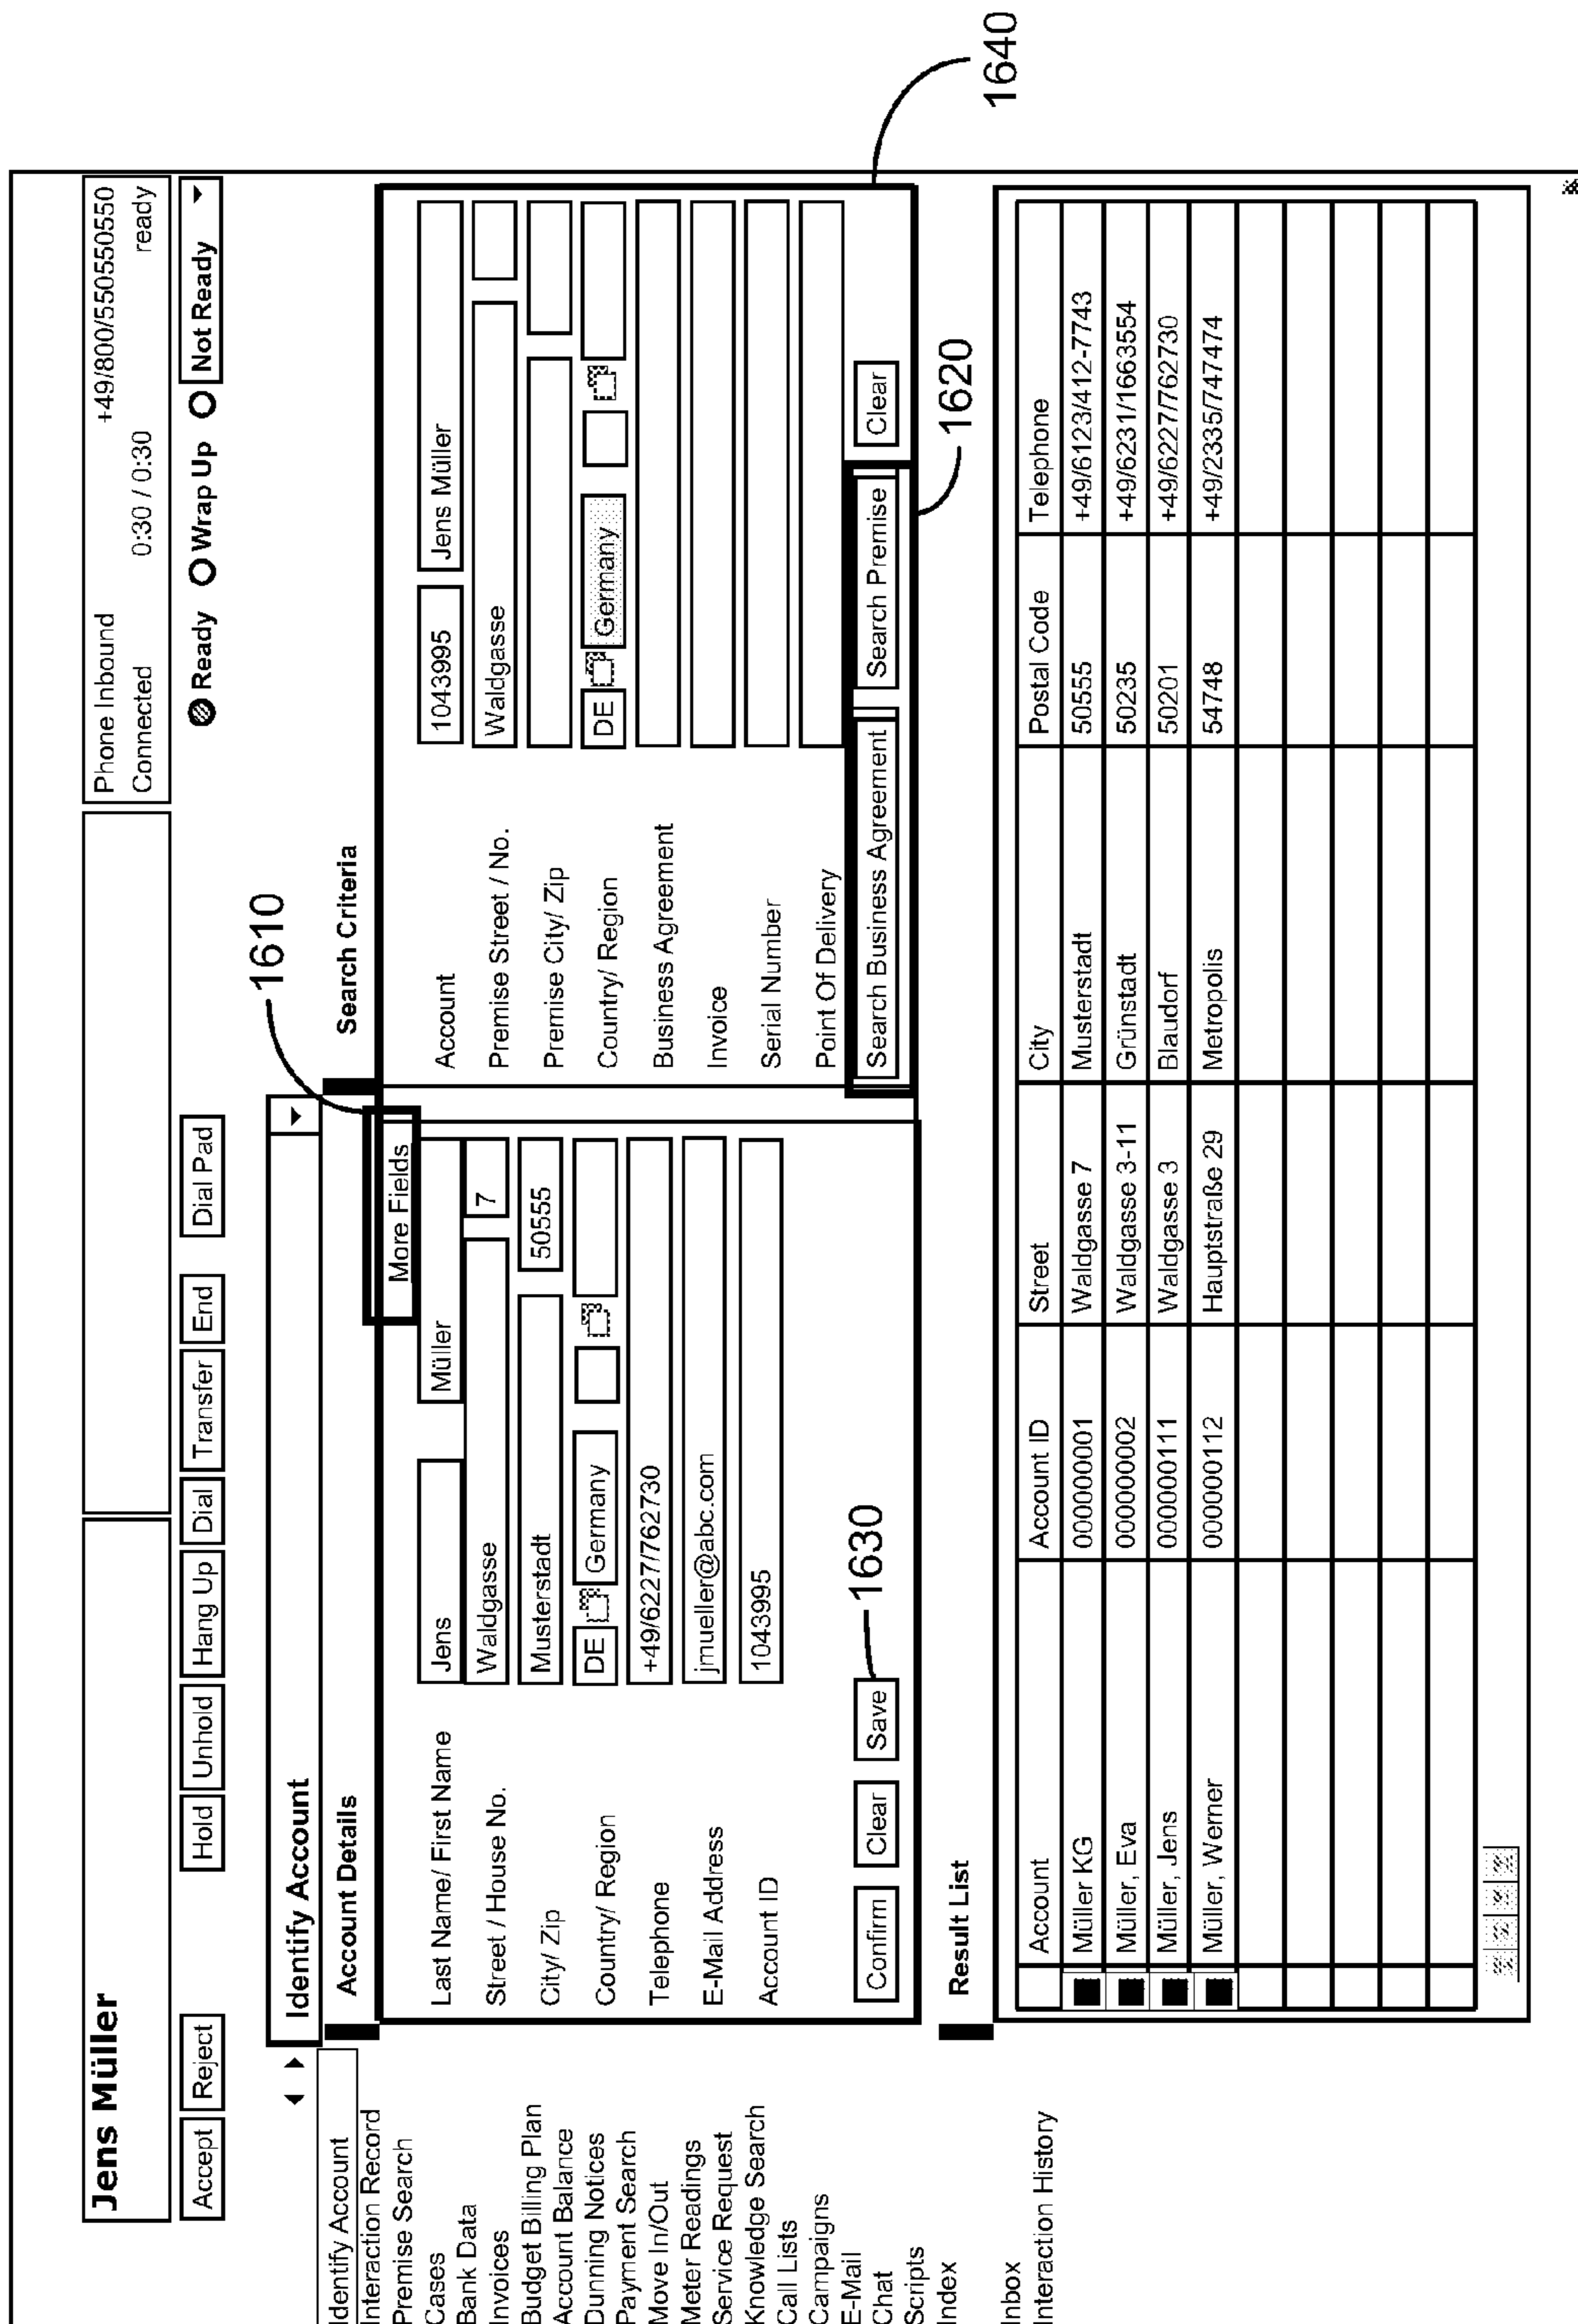 Jens Müller
Phone Inbound +49/800/550550550
Connected 0:30 / 0:30 ready
Accept Reject Hold Unhold Hang Up Dial Transfer End Dial Pad Ready Wrap Up Not Ready
1610
Identify Account
Identify Account
Interaction Record
Premise Search
Cases
Bank Data
Invoices
Budget Billing Plan
Account Balance
Dunning Notices
Payment Search
Move In/Out
Meter Readings
Service Request
Knowledge Search
Call Lists
Campaigns
E-Mail
Chat
Scripts
Index
Inbox
Interaction History
Account Details
More Fields
Last Name/ First Name Jens Müller
Street / House No. Waldgasse 7
City/ Zip Musterstadt 50555
Country/ Region DE Germany
Telephone +49/6227/762730
E-Mail Address jmueller@abc.com
Account ID 1043995
Confirm Clear Save
1630
Search Criteria
Account 1043995 Jens Müller
Premise Street / No. Waldgasse
Premise City/ Zip
Country/ Region DE Germany
Business Agreement
Invoice
Serial Number
Point Of Delivery
Search Business Agreement Search Premise Clear
1620
1640
Result List
Account Account ID Street City Postal Code Telephone
Müller KG 000000001 Waldgasse 7 Musterstadt 50555 +49/6123/412-7743
Müller, Eva 000000002 Waldgasse 3-11 Grünstadt 50235 +49/6231/1663554
Müller, Jens 000000111 Waldgasse 3 Blaudorf 50201 +49/6227/762730
Müller, Werner 000000112 Hauptstraße 29 Metropolis 54748 +49/2335/747474